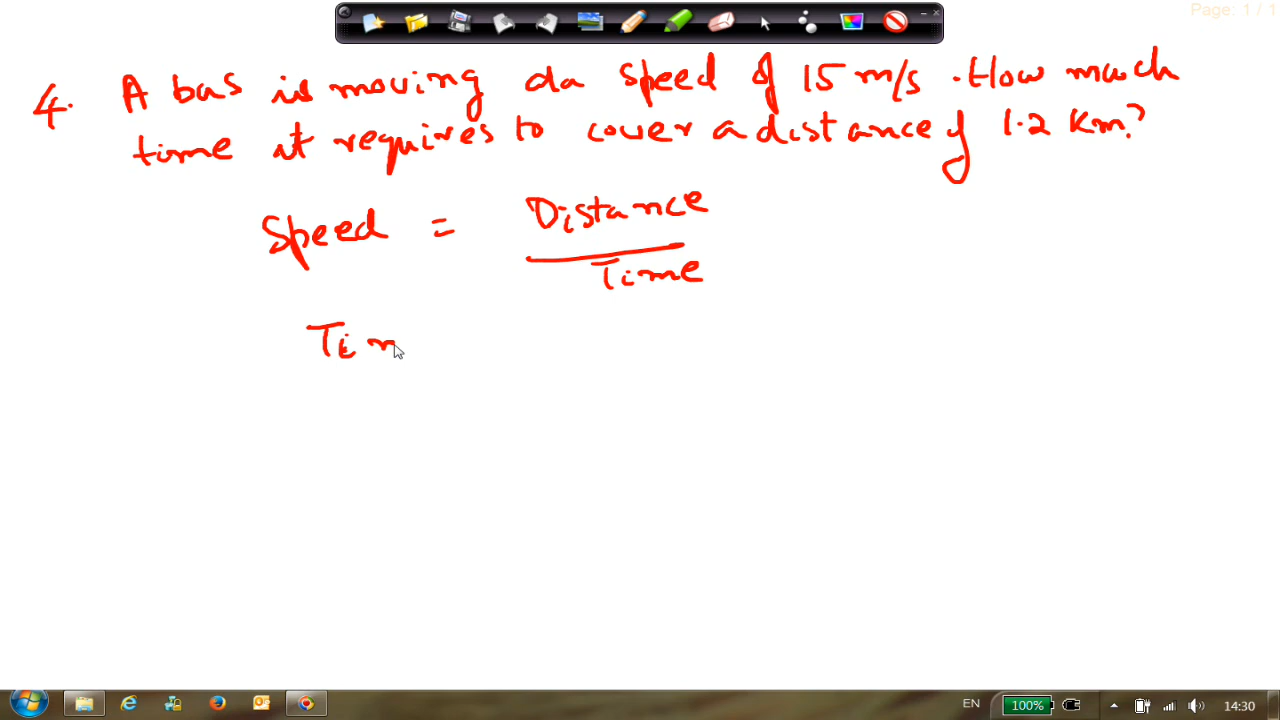 Page: 1 / 1
4. A bus is moving da speed of 15 m/s . How much
time it requires to cover a distance of 1.2 Km?
Speed = Distance
Time
Tim
EN 100% 14:30